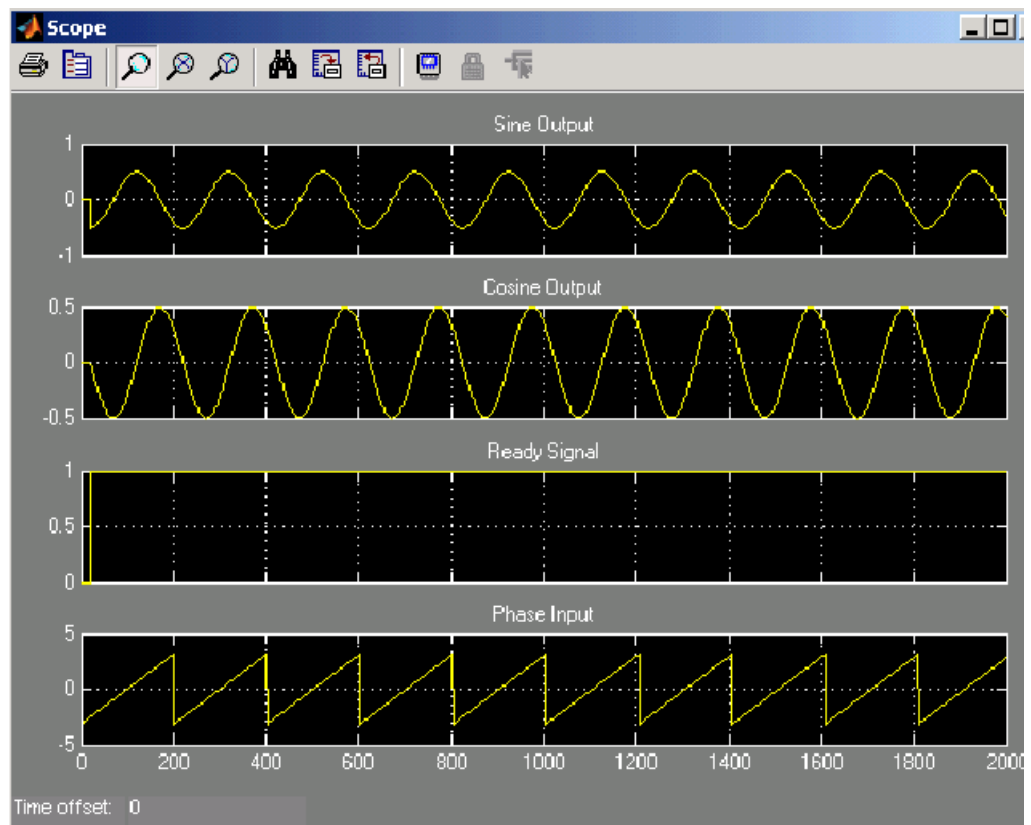 Scope
Sine Output
1
0
-1
Cosine Output
0.5
0
-0.5
Ready Signal
1
0.5
0
Phase Input
5
0
-5
0 200 400 600 800 1000 1200 1400 1600 1800 2000
Time offset: 0